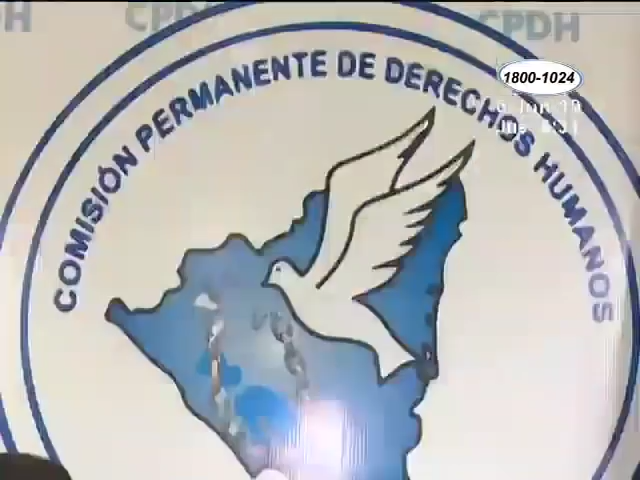 CPDH
CPDH
COMISIÓN PERMANENTE DE DERECHOS HUMANOS
1800-1024